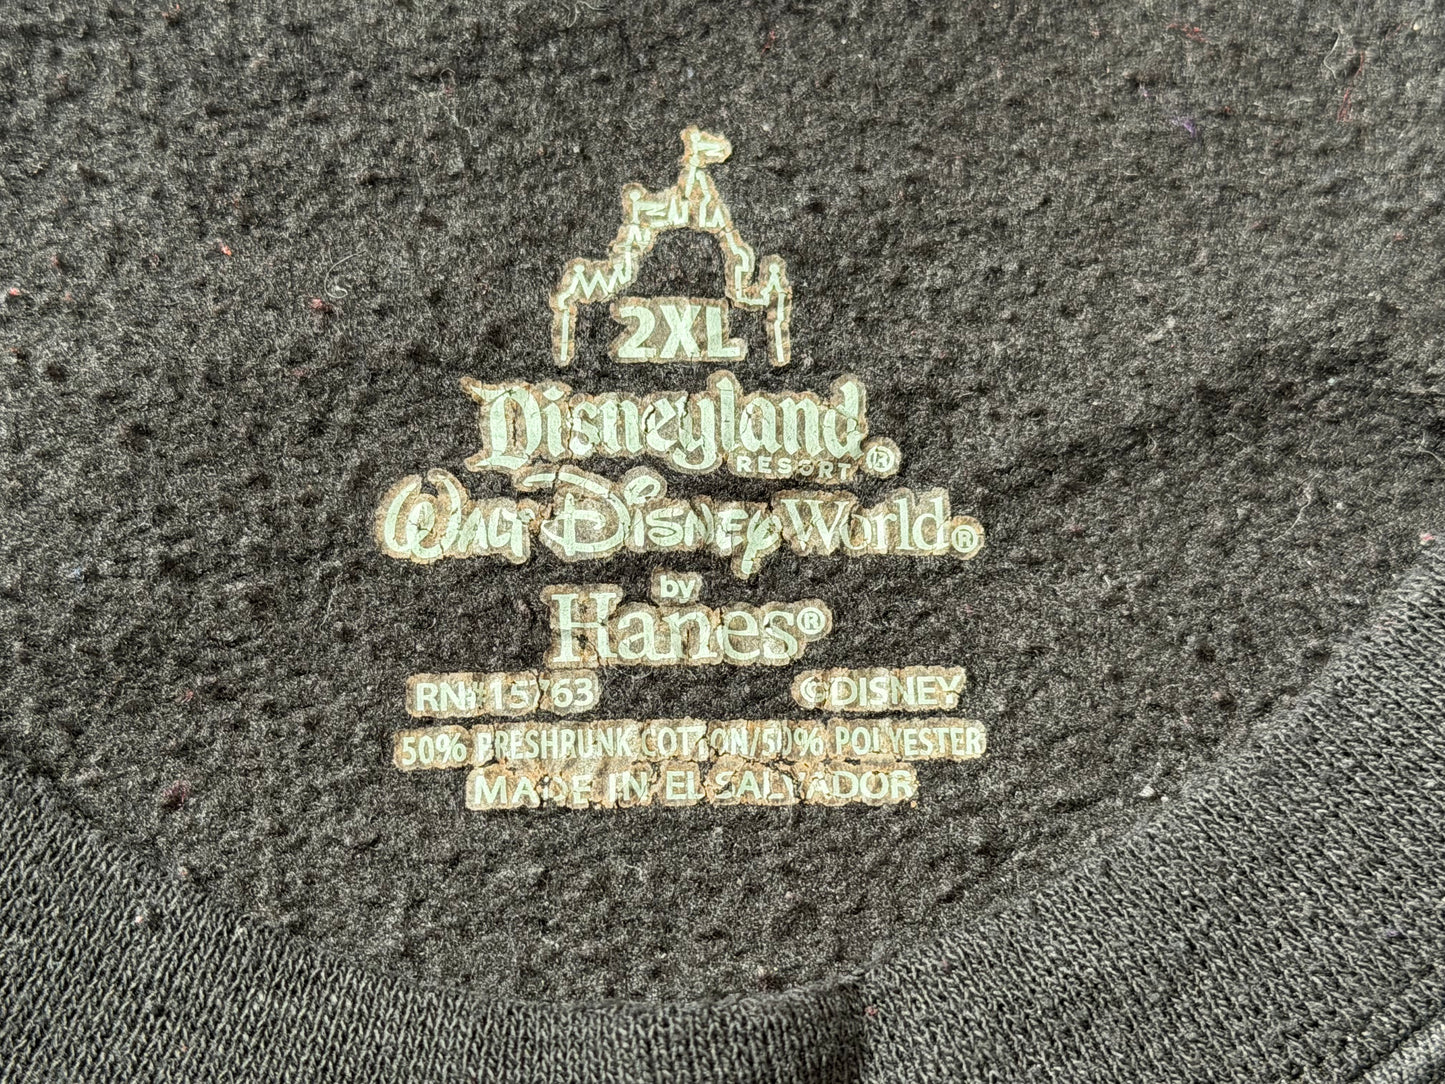 2XL
Disneyland
RESORT ®
WALT DISNEY World®
by
Hanes®
RN# 15763 ©DISNEY
50% PRESHRUNK COTTON/50% POLYESTER
MADE IN EL SALVADOR